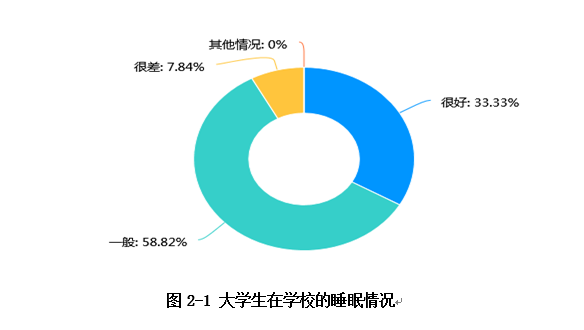 其他情况: 0%
很差: 7.84%
很好: 33.33%
一般: 58.82%
图 2-1 大学生在学校的睡眠情况